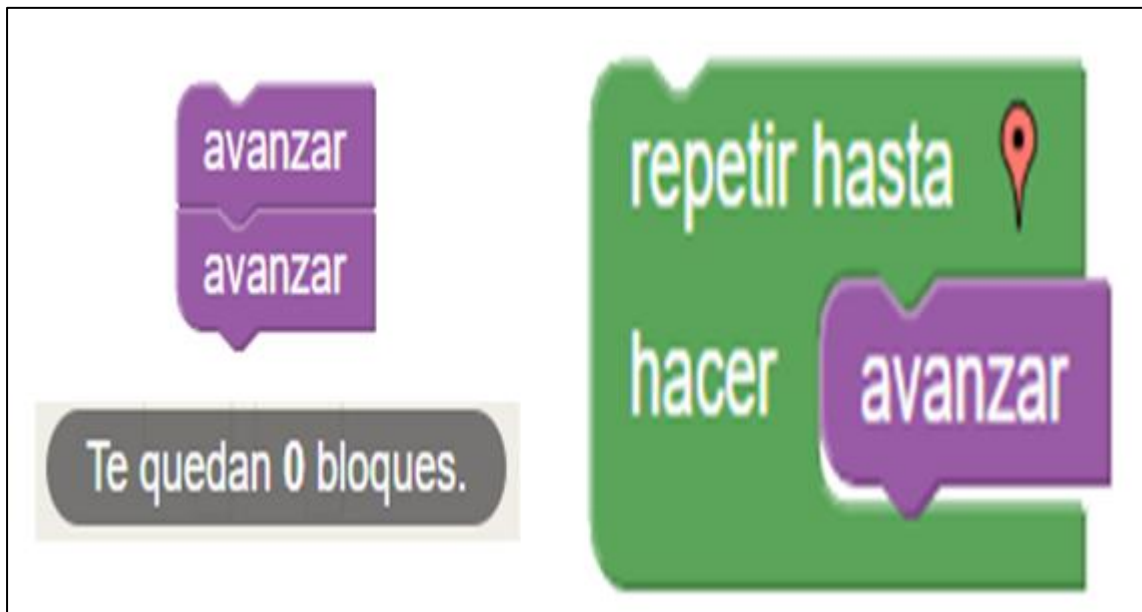 avanzar
avanzar
Te quedan 0 bloques.
repetir hasta
hacer
avanzar